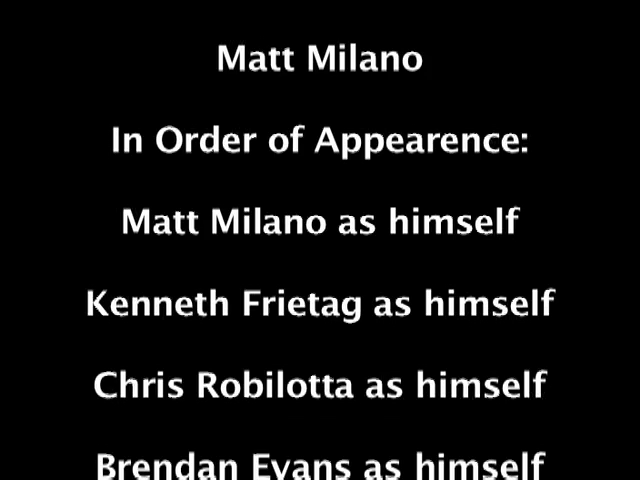 Matt Milano
In Order of Appearence:
Matt Milano as himself
Kenneth Frietag as himself
Chris Robilotta as himself
Brendan Evans as himself